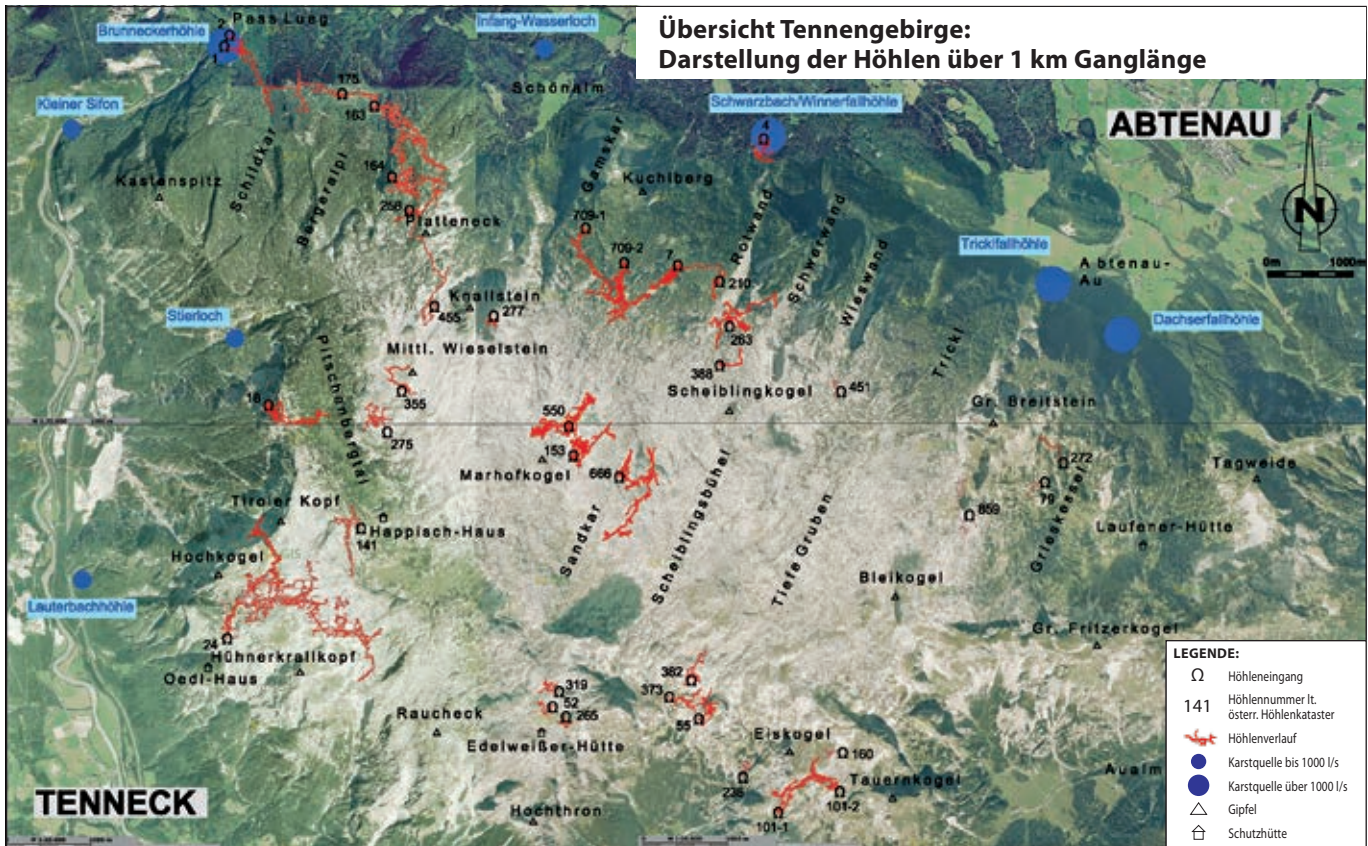 Übersicht Tennengebirge:
Darstellung der Höhlen über 1 km Ganglänge
Brunneckerhöhle
2
Pass Lueg
1
Infang-Wasserloch
Kleiner Sifon
175
163
Schönalm
Schwarzbach/Winnerfallhöhle
4
ABTENAU
N
0m
1000m
Kastenspitz
Schildkar
Bergeralpl
164
258
Platteneck
Gamskar
709-1
Kuchlberg
709-2
7
210
Rotwand
Schwerwand
Wieswand
Tricklfallhöhle
Abtenau-
Au
Dachserfallhöhle
Stierloch
Knallstein
455
277
Mittl. Wieselstein
355
275
18
Pitschenbergtal
283
388
Scheiblingkogel
451
Trickl
Gr. Breitstein
550
153
Marhofkogel
666
272
79
859
Grieskessel
Tagweide
Laufener-Hütte
Tiroler Kopf
Happisch-Haus
141
Hochkogel
Sandkar
Scheiblingsbühel
Tiefe Gruben
Bleikogel
Gr. Fritzerkogel
Lauterbachhöhle
24
Hühnerkrallkopf
Oedl-Haus
319
52
265
Raucheck
Edelweißer-Hütte
382
373
55
Eiskogel
160
236
Tauernkogel
101-2
101-1
Aualm
Hochthron
TENNECK
LEGENDE:
Höhleneingang
141
Höhlennummer lt.
österr. Höhlenkataster
Höhlenverlauf
Karstquelle bis 1000 l/s
Karstquelle über 1000 l/s
Gipfel
Schutzhütte